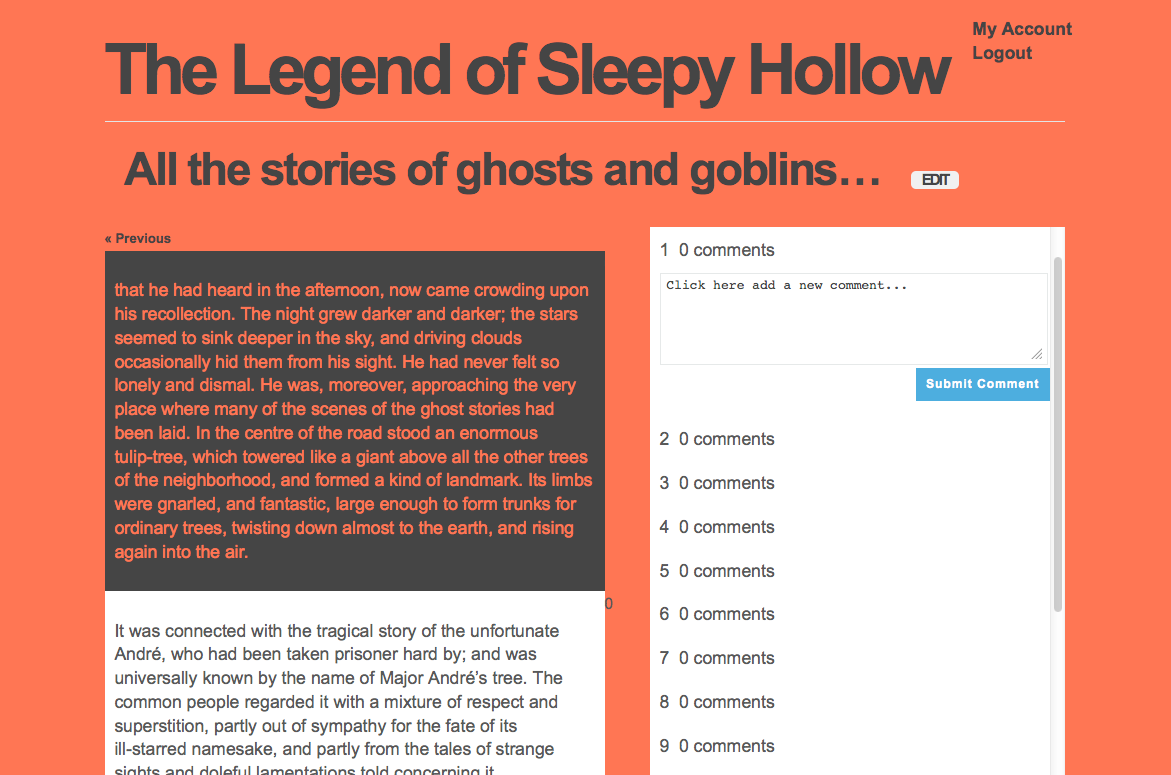 My Account
Logout
The Legend of Sleepy Hollow
All the stories of ghosts and goblins… EDIT
« Previous
that he had heard in the afternoon, now came crowding upon
his recollection. The night grew darker and darker; the stars
seemed to sink deeper in the sky, and driving clouds
occasionally hid them from his sight. He had never felt so
lonely and dismal. He was, moreover, approaching the very
place where many of the scenes of the ghost stories had
been laid. In the centre of the road stood an enormous
tulip-tree, which towered like a giant above all the other trees
of the neighborhood, and formed a kind of landmark. Its limbs
were gnarled, and fantastic, large enough to form trunks for
ordinary trees, twisting down almost to the earth, and rising
again into the air.
0
It was connected with the tragical story of the unfortunate
André, who had been taken prisoner hard by; and was
universally known by the name of Major André’s tree. The
common people regarded it with a mixture of respect and
superstition, partly out of sympathy for the fate of its
ill-starred namesake, and partly from the tales of strange
sights and doleful lamentations told concerning it.
1 0 comments
Click here add a new comment...
Submit Comment
2 0 comments
3 0 comments
4 0 comments
5 0 comments
6 0 comments
7 0 comments
8 0 comments
9 0 comments